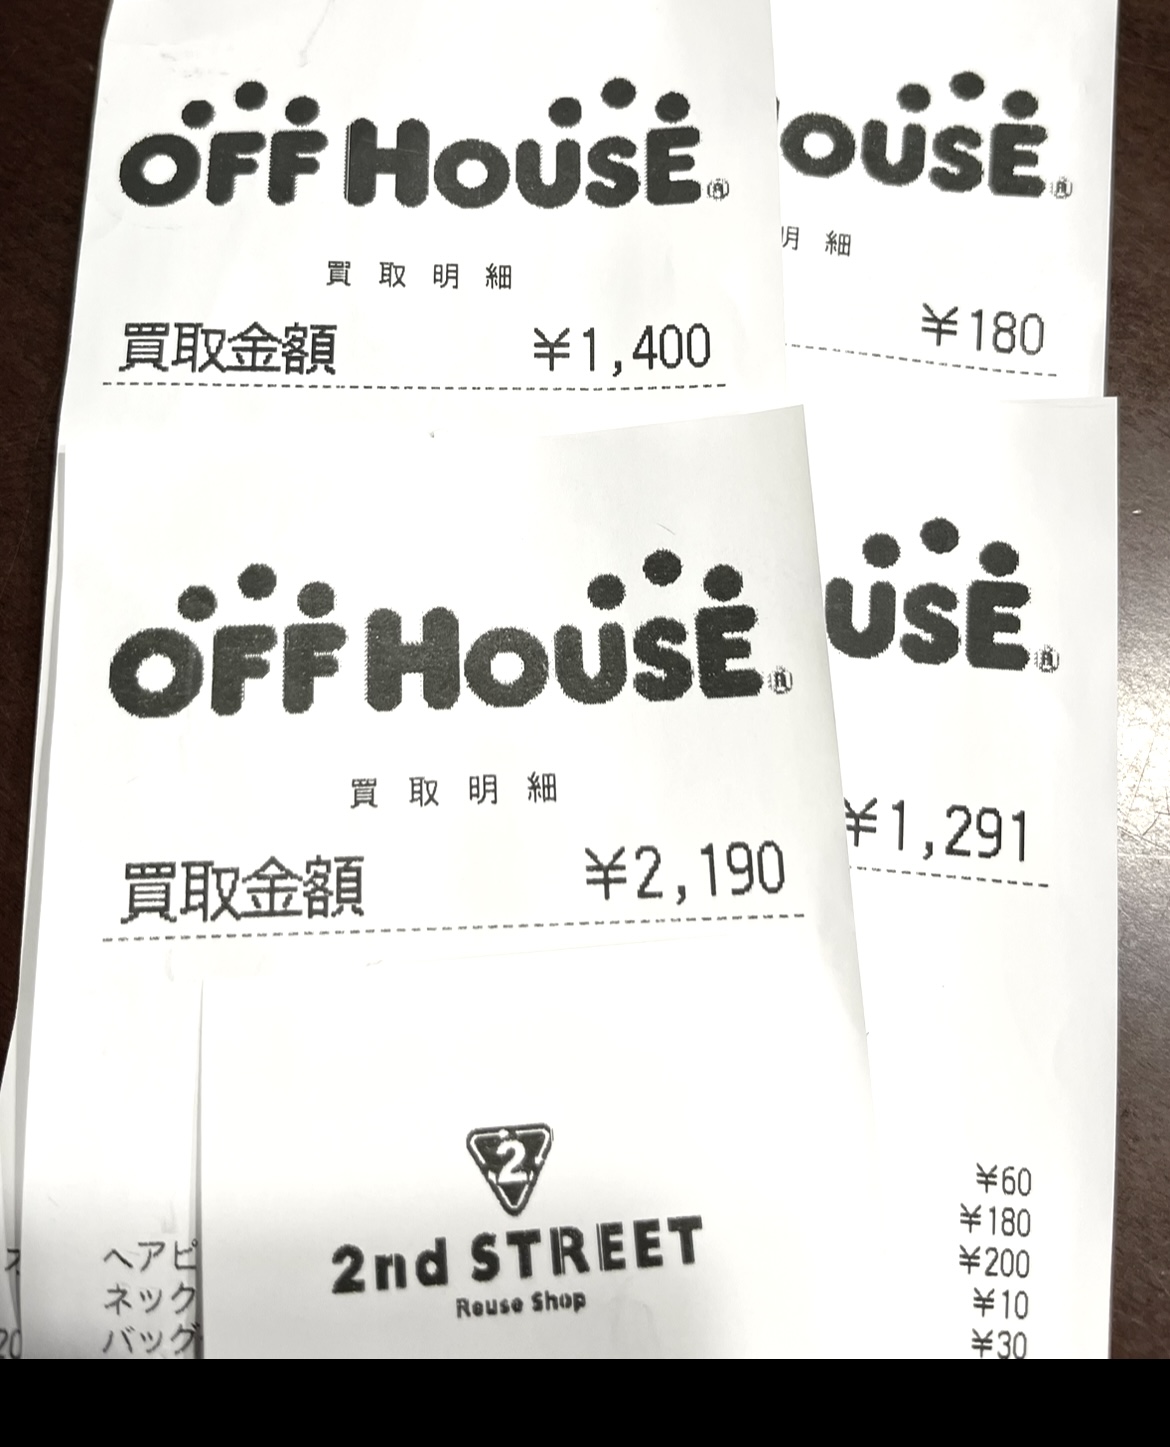 OFF HOUSE®
買取明細
買取金額 ¥1,400
OUSE®
明細
¥180
OFF HOUSE®
買取明細
買取金額 ¥2,190
USE®
¥1,291
2
2nd STREET
Reuse Shop
ヘアピ
ネック
バッグ
20
¥60
¥180
¥200
¥10
¥30